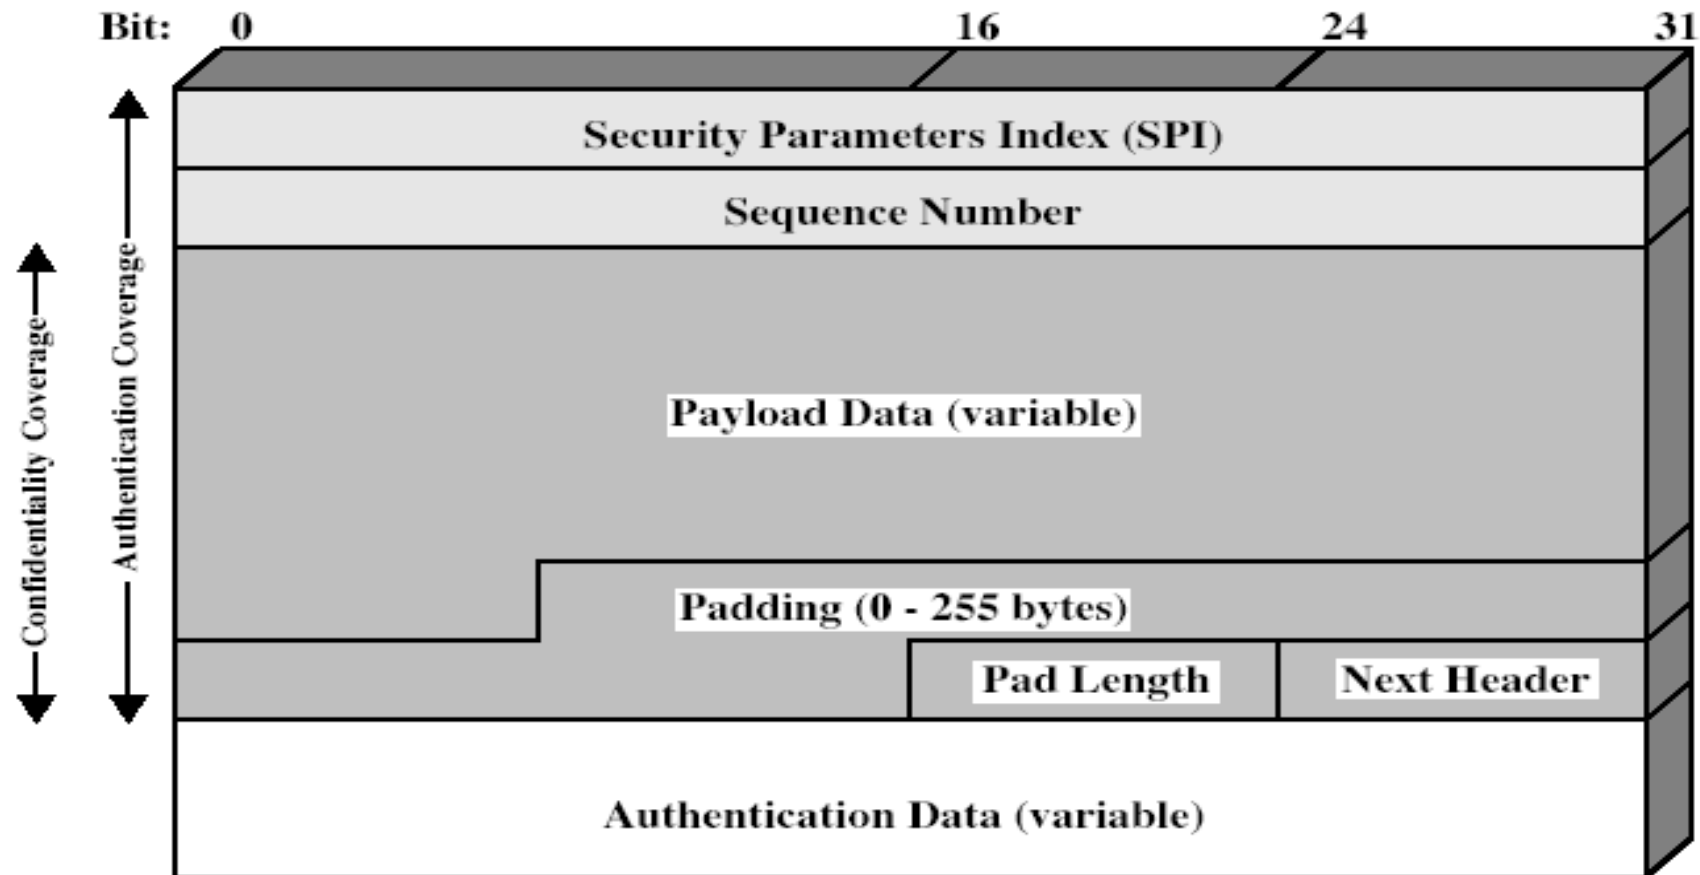 Bit: 0 16 24 31
Security Parameters Index (SPI)
Sequence Number
Confidentiality Coverage
Authentication Coverage
Payload Data (variable)
Padding (0 - 255 bytes)
Pad Length Next Header
Authentication Data (variable)